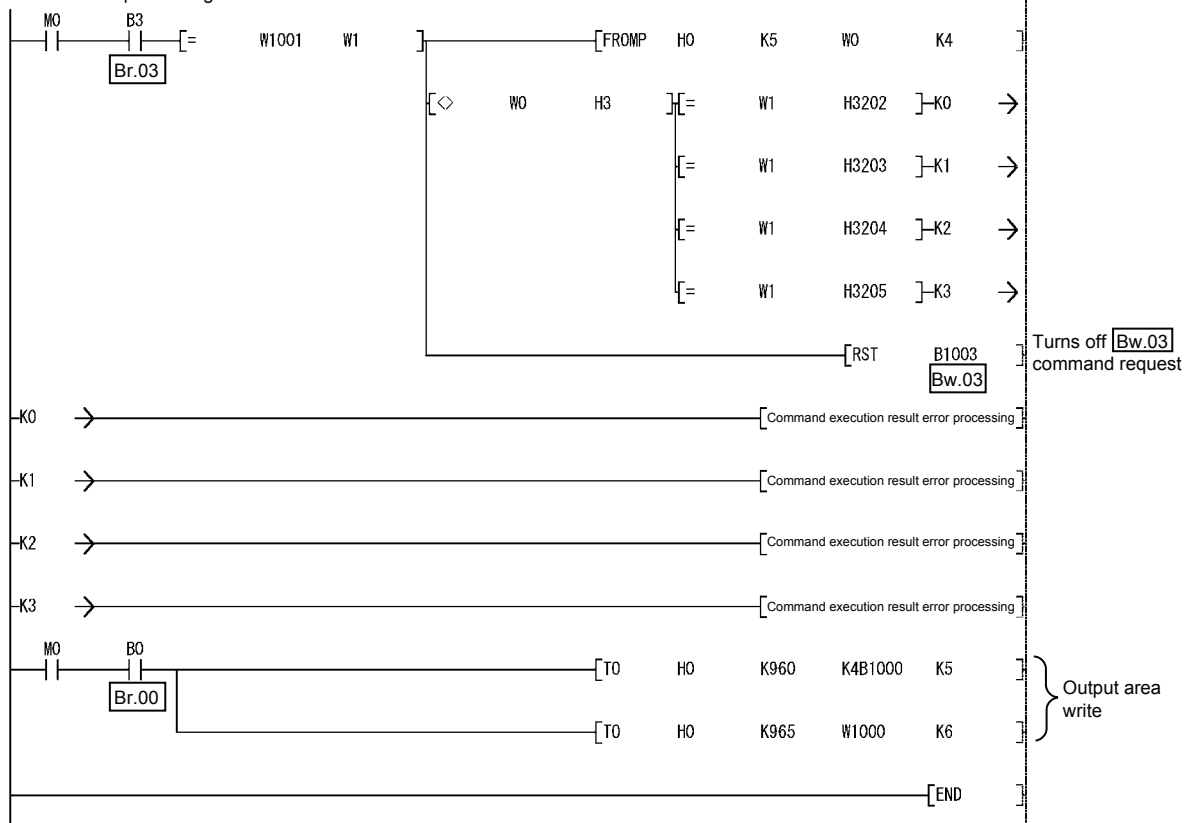 M0 B3
[= W1001 W1 ] [FROMP H0 K5 W0 K4 ]
Br.03
[<> W0 H3 ] [= W1 H3202 ] K0
[= W1 H3203 ] K1
[= W1 H3204 ] K2
[= W1 H3205 ] K3
[RST B1003 ] Turns off Bw.03
command request
Bw.03
K0 [Command execution result error processing]
K1 [Command execution result error processing]
K2 [Command execution result error processing]
K3 [Command execution result error processing]
M0 B0
[TO H0 K960 K4B1000 K5 ]
Br.00
Output area
write
[TO H0 K965 W1000 K6 ]
[END ]